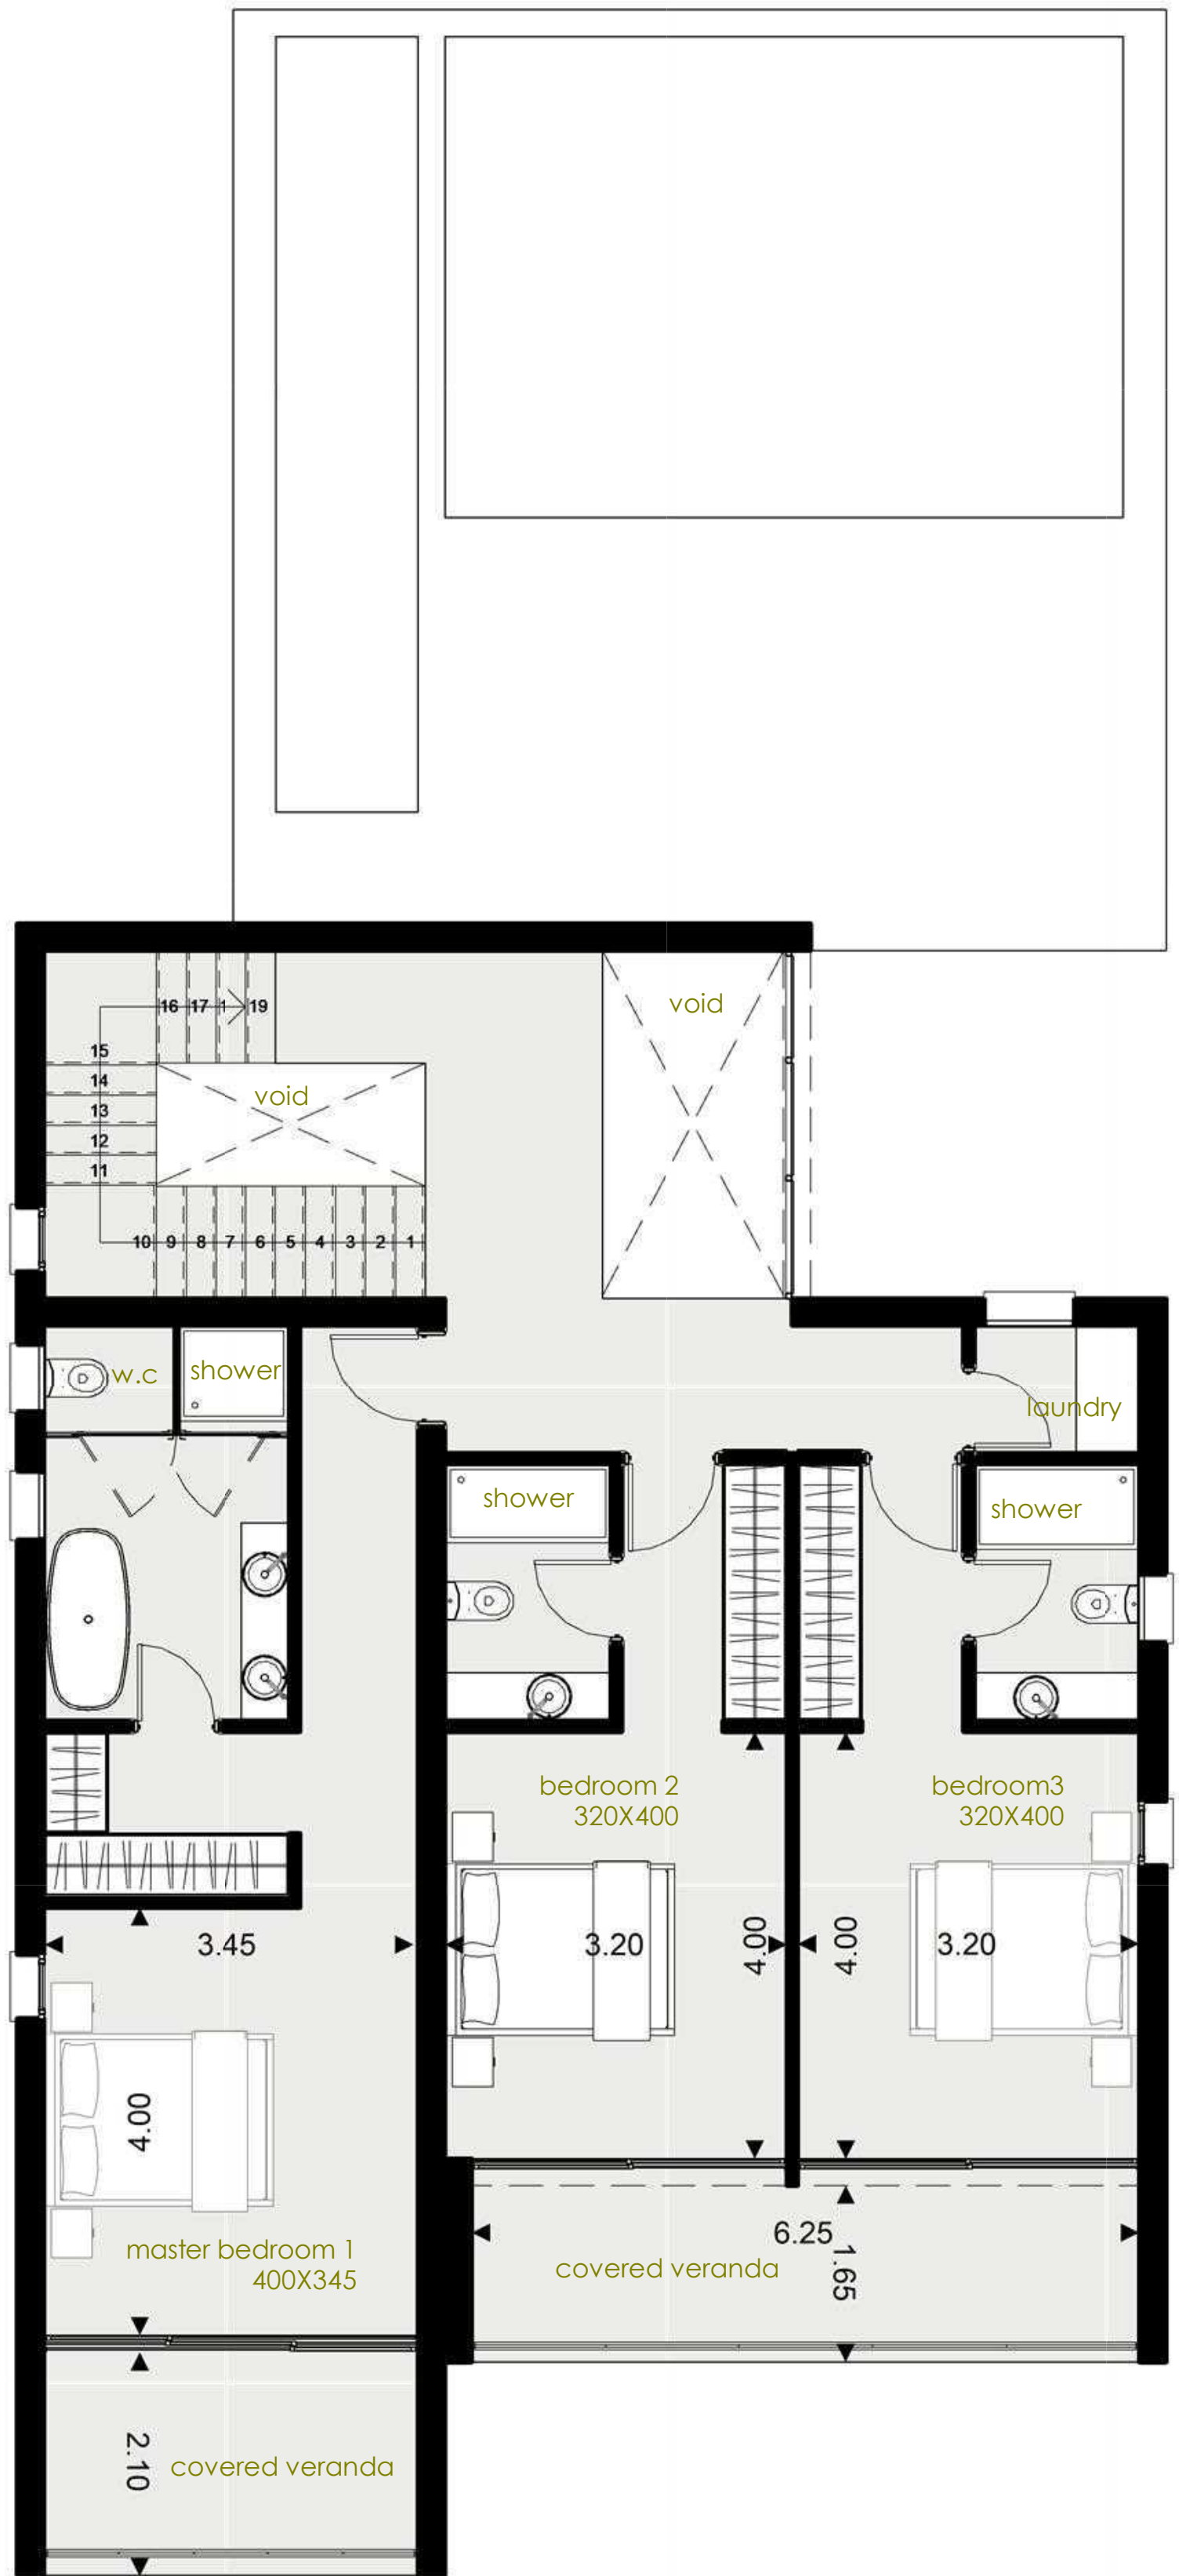 void
16 17 1 19
15
14
void
13
12
11
10 9 8 7 6 5 4 3 2 1
w.c
shower
laundry
shower
shower
bedroom 2
320X400
bedroom3
320X400
3.45
3.20
4.00
4.00
3.20
4.00
master bedroom 1
400X345
6.25
1.65
covered veranda
2.10
covered veranda